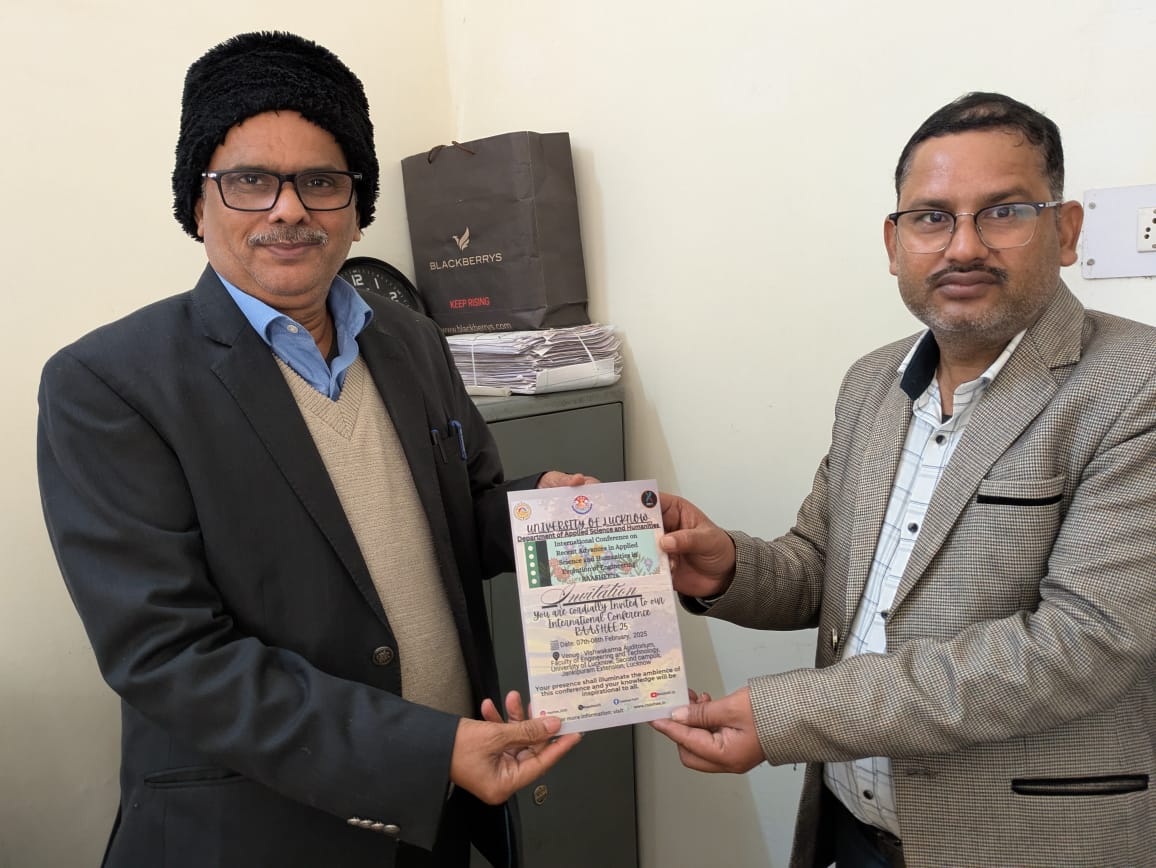 BLACKBERRYS
KEEP RISING
www.blackberrys.com
12
1
UNIVERSITY OF LUCKNOW
Department of Applied Science and Humanities
International Conference on
Recent Advances in Applied
Science and Humanities in
Evolution of Engineering
Invitation
You are cordially Invited to our
International Conference
RAASHEE'25
Date: 07th-08th February, 2025
Venue : Vishwakarma Auditorium,
Faculty of Engineering and Technology,
University of Lucknow, Second campus,
Jankipuram Extension, Lucknow
Your presence shall illuminate the ambience of
this conference and your knowledge will be
inspirational to all.
more information: visit